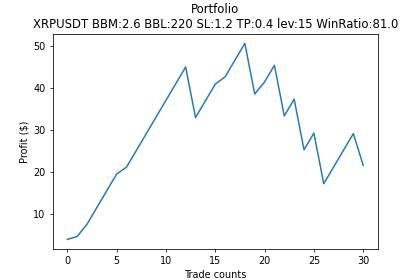 Portfolio
XRPUSDT BBM:2.6 BBL:220 SL:1.2 TP:0.4 lev:15 WinRatio:81.0
Profit ($)
50
40
30
20
10
0 5 10 15 20 25 30
Trade counts